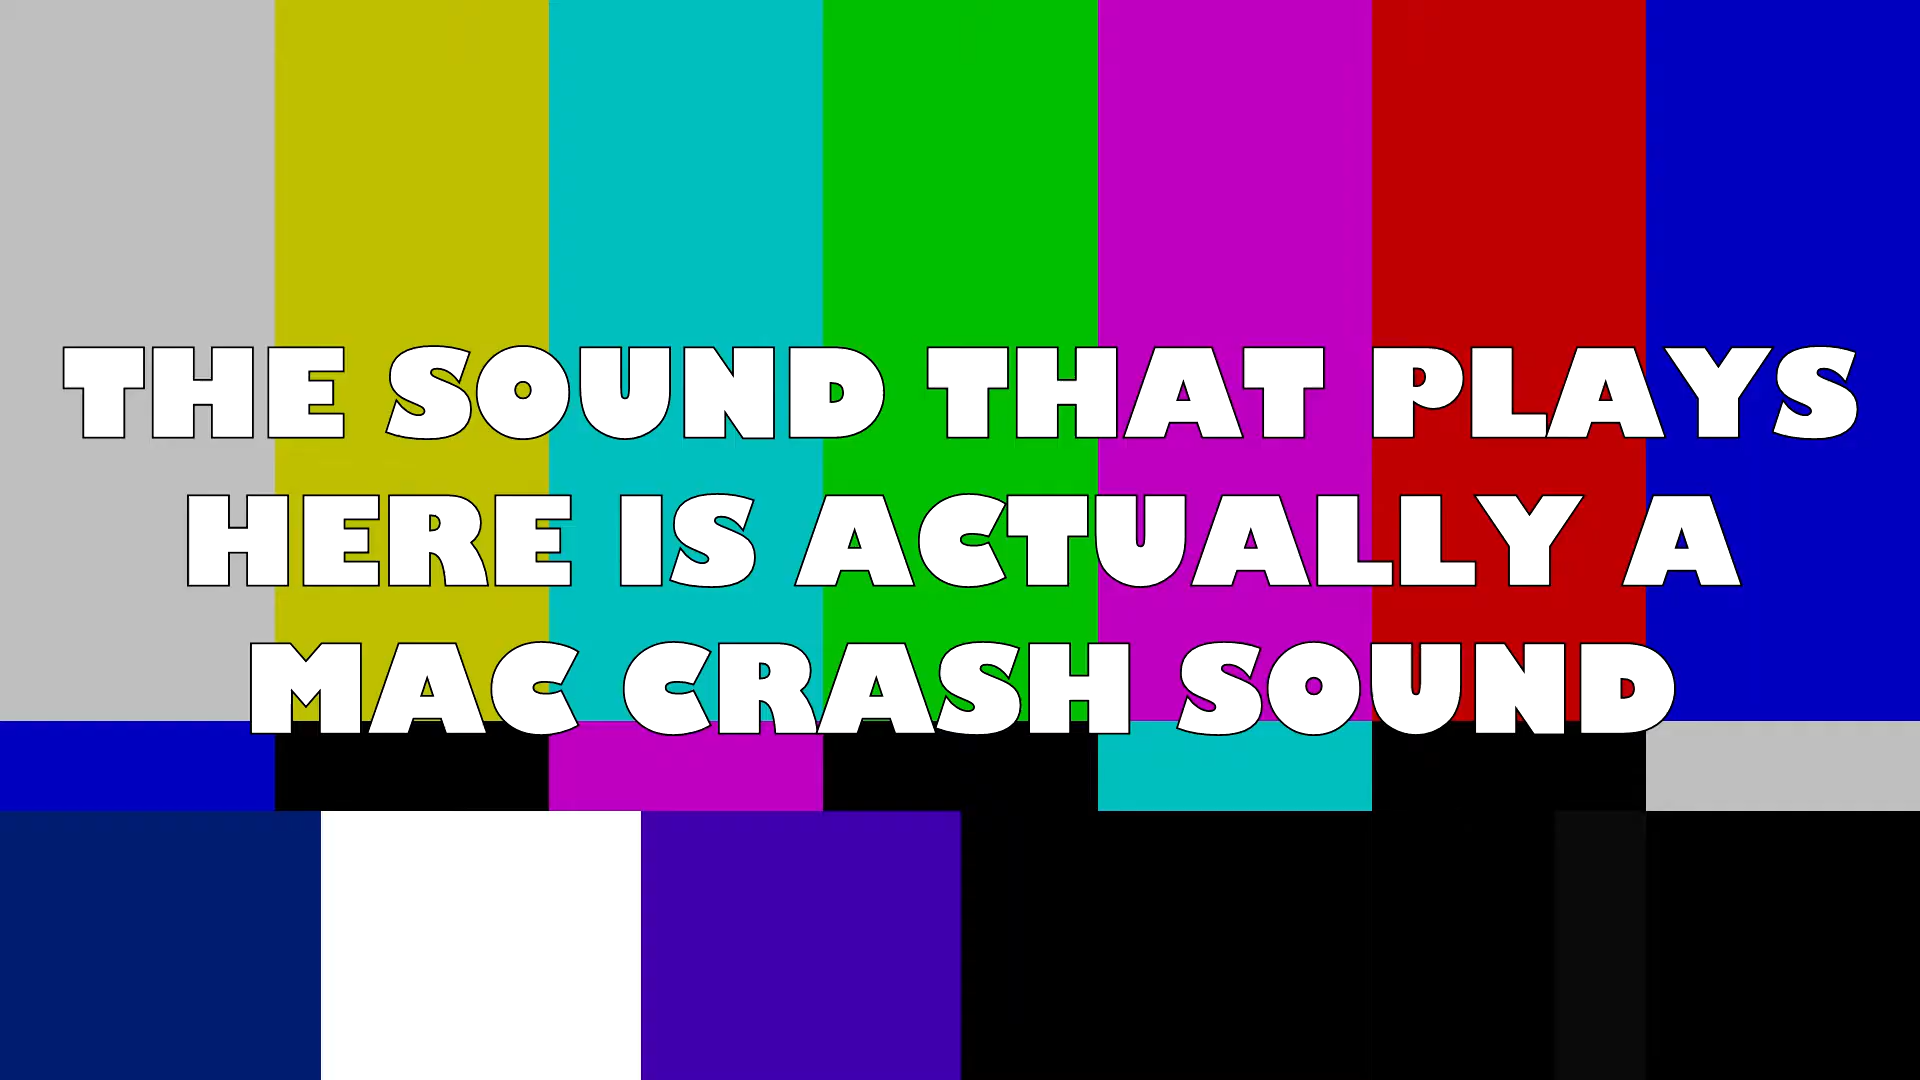 THE SOUND THAT PLAYS
HERE IS ACTUALLY A
MAC CRASH SOUND